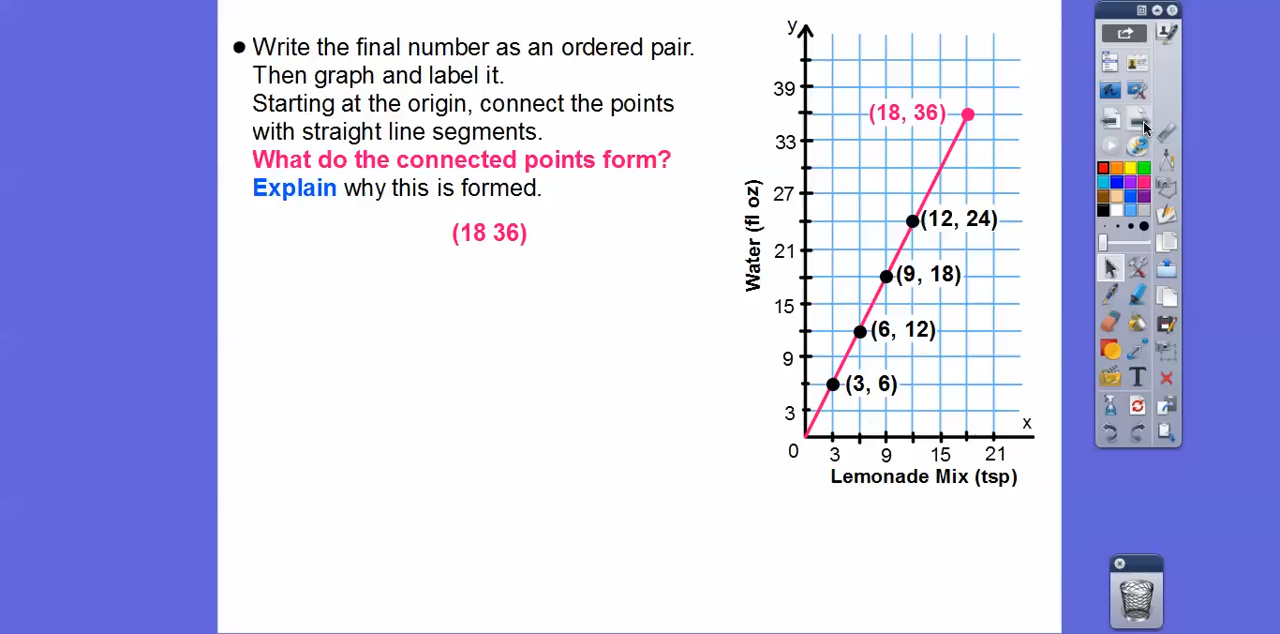 ● Write the final number as an ordered pair.
Then graph and label it.
Starting at the origin, connect the points
with straight line segments.
What do the connected points form?
Explain why this is formed.
(18 36)
y
39
(18, 36)
33
27
(12, 24)
21
(9, 18)
15
(6, 12)
9
(3, 6)
3
x
0 3 9 15 21
Water (fl oz)
Lemonade Mix (tsp)
T